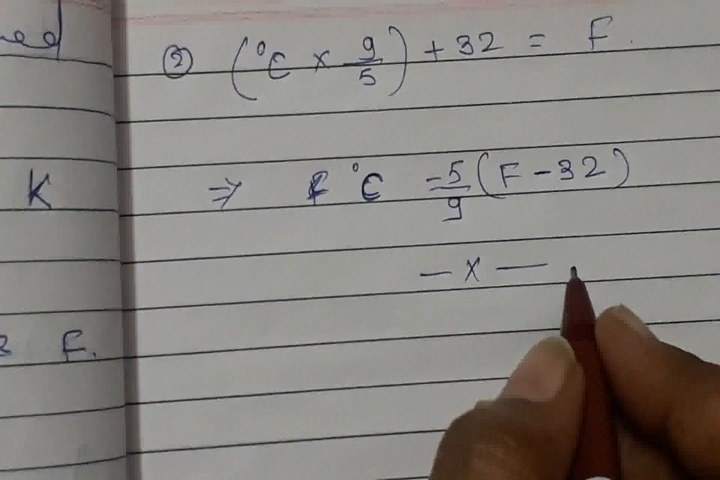 ② (°C × 9/5) + 32 = F.
K
⇒ °C = 5/9 (F - 32)
— x —
F.